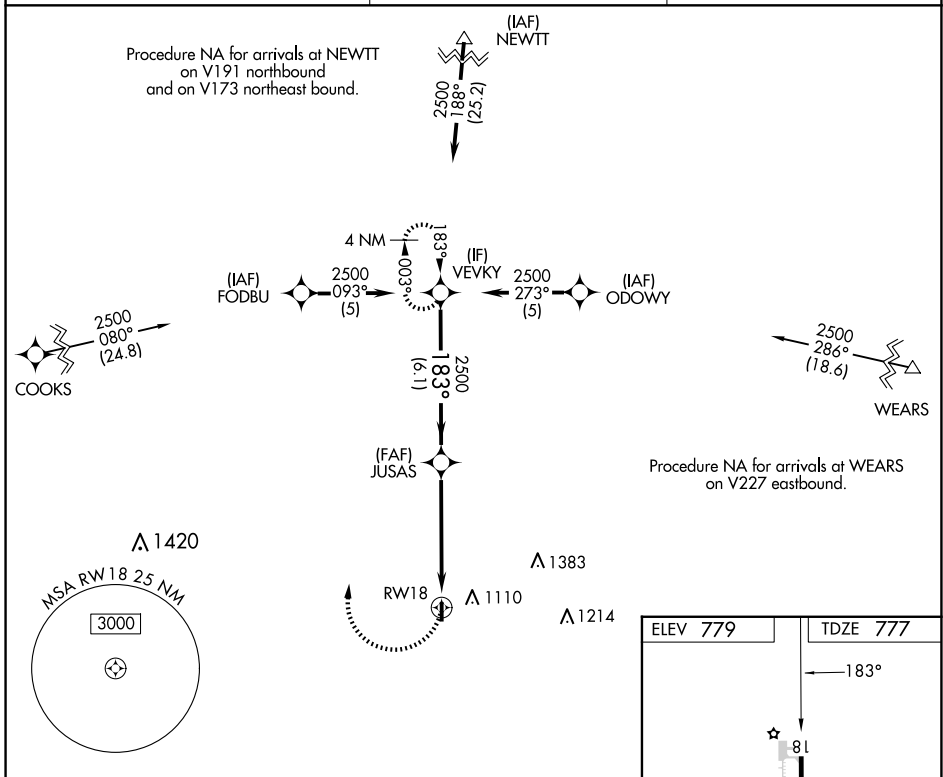 (IAF)
NEWTT
Procedure NA for arrivals at NEWTT
on V191 northbound
and on V173 northeast bound.
2500
188°
(25.2)
4 NM
183°
003°
(IF)
VEVKY
(IAF)
FODBU
2500
093°
(5)
2500
273°
(5)
(IAF)
ODOWY
2500
080°
(24.8)
COOKS
2500
286°
(18.6)
WEARS
2500
183°
(6.1)
(FAF)
JUSAS
Procedure NA for arrivals at WEARS
on V227 eastbound.
1420
1383
MSA RW18 25 NM
3000
RW18
1110
1214
ELEV 779
TDZE 777
183°
18